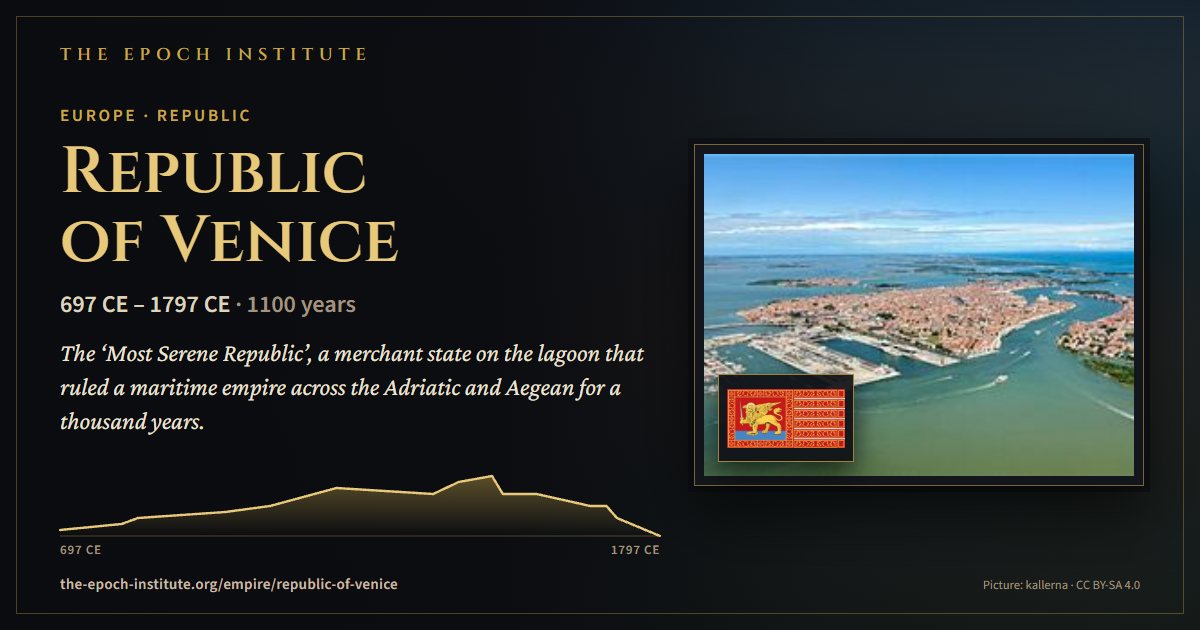 THE EPOCH INSTITUTE
EUROPE · REPUBLIC
REPUBLIC
OF VENICE
697 CE – 1797 CE · 1100 years
The ‘Most Serene Republic’, a merchant state on the lagoon that
ruled a maritime empire across the Adriatic and Aegean for a
thousand years.
697 CE
1797 CE
the-epoch-institute.org/empire/republic-of-venice
Picture: kallerna · CC BY-SA 4.0